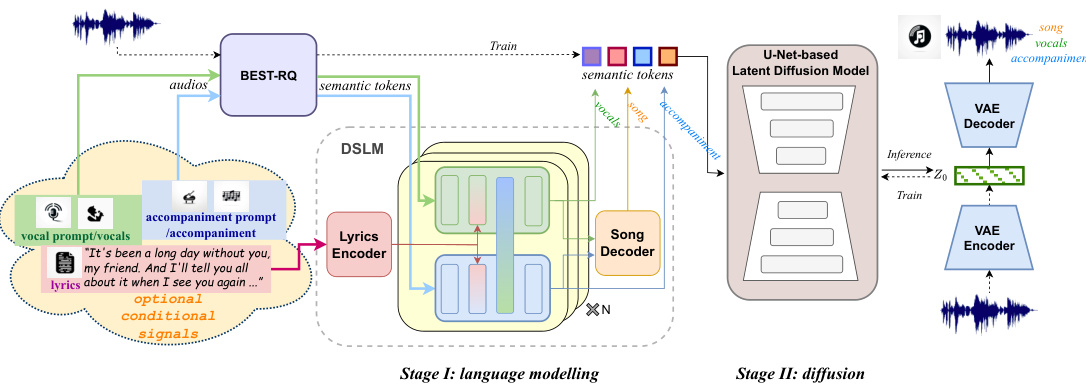 BEST-RQ
audios
semantic tokens
Train
semantic tokens
vocals
song
accompaniment
DSLM
vocal prompt/vocals
accompaniment prompt
/accompaniment
lyrics
"It's been a long day without you,
my friend. And I'll tell you all
about it when I see you again ..."
optional
conditional
signals
Lyrics
Encoder
Song
Decoder
N
U-Net-based
Latent Diffusion Model
Inference
Train
Z0
song
vocals
accompaniment
VAE
Decoder
VAE
Encoder
Stage I: language modelling
Stage II: diffusion